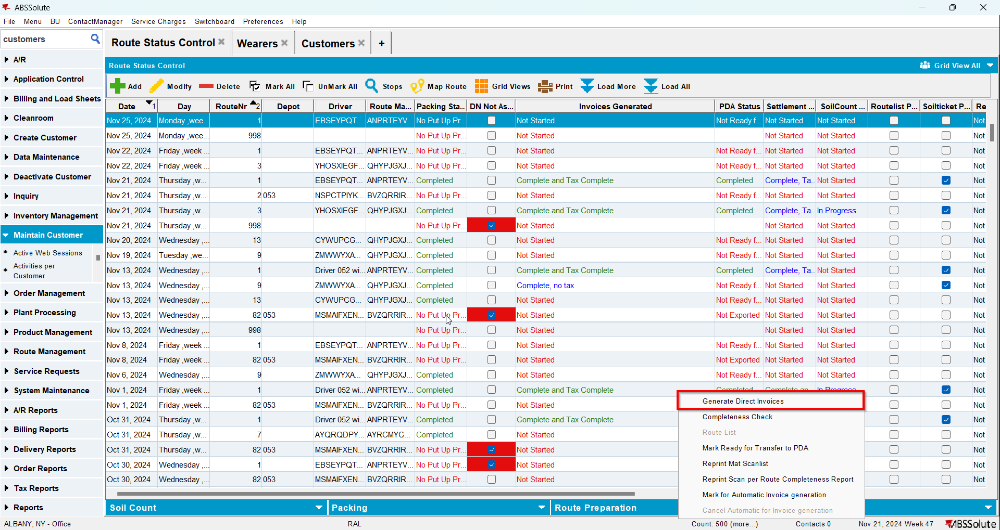 ABSSolute
File Menu BU ContactManager Service Charges Switchboard Preferences Help
customers
Route Status Control Wearers Customers +
Route Status Control Grid View All
Add Modify Delete Mark All UnMark All Stops Map Route Grid Views Print Load More Load All
A/R
Application Control
Billing and Load Sheets
Cleanroom
Create Customer
Data Maintenance
Deactivate Customer
Inquiry
Inventory Management
Maintain Customer
Active Web Sessions
Activities per
Customer
Order Management
Plant Processing
Product Management
Route Management
Service Requests
System Maintenance
A/R Reports
Billing Reports
Delivery Reports
Order Reports
Tax Reports
Reports
Date 1 Day RouteNr 2 Depot Driver Route Ma... Packing Sta... DN Not As... Invoices Generated PDA Status Settlement ... SoilCount ... Routelist P... Soilticket P... Re
Nov 25, 2024 Monday ,wee... 1 EBSEYPQT... ANPRTEYV... No Put Up Pr... Not Started Not Ready f... Not Started Not Started Not
Nov 25, 2024 Monday ,wee... 998 No Put Up Pr... Not Started Not Started Not Started Not
Nov 22, 2024 Friday ,week ... 1 EBSEYPQT... ANPRTEYV... No Put Up Pr... Not Started Not Ready f... Not Started Not Started Not
Nov 22, 2024 Friday ,week ... 3 YHOSXIEGF... QHYPJGXJ... No Put Up Pr... Not Started Not Ready f... Not Started Not Started Not
Nov 21, 2024 Thursday ,w... 1 EBSEYPQT... ANPRTEYV... Completed Complete and Tax Complete Completed Complete, Ta.. Not Started Not
Nov 21, 2024 Thursday ,w... 2 053 NSPCTPIYK... BVZQRRIR... No Put Up Pr... Not Started Not Ready f... Not Started Not Started Not
Nov 21, 2024 Thursday ,w... 3 YHOSXIEGF... QHYPJGXJ... Completed Complete and Tax Complete Completed Complete, Ta.. In Progress Not
Nov 21, 2024 Thursday ,w... 998 No Put Up Pr... Not Started Not Started Not Started Not
Nov 20, 2024 Wednesday ,... 13 CYWUPCG... QHYPJGXJ... Completed Not Started Not Ready f... Not Started Not Started Not
Nov 19, 2024 Tuesday ,we... 9 ZMWWYXA... QHYPJGXJ... Completed Not Started Not Ready f... Not Started Not Started Not
Nov 13, 2024 Wednesday ,... 1 Driver 052 wi... ANPRTEYV... Completed Complete and Tax Complete Completed Complete, Ta.. Not Started Not
Nov 13, 2024 Wednesday ,... 9 ZMWWYXA... QHYPJGXJ... Completed Complete, no tax Not Ready f... Not Started Not Started Not
Nov 13, 2024 Wednesday ,... 13 CYWUPCG... QHYPJGXJ... Completed Not Started Not Ready f... Not Started Not Started Not
Nov 13, 2024 Wednesday ,... 82 053 MSMAIFXEN... BVZQRRIR... No Put Up Pr... Not Started Not Exported Not Started Not Started Not
Nov 13, 2024 Wednesday ,... 998 No Put Up Pr... Not Started Not Started Not Started Not
Nov 8, 2024 Friday ,week ... 1 EBSEYPQT... ANPRTEYV... No Put Up Pr... Not Started Not Ready f... Not Started Not Started Not
Nov 8, 2024 Friday ,week ... 82 053 MSMAIFXEN... BVZQRRIR... No Put Up Pr... Not Started Not Exported Not Started Not Started Not
Nov 6, 2024 Wednesday ,... 9 ZMWWYXA... QHYPJGXJ... Completed Not Started Not Ready f... Not Started Not Started Not
Nov 1, 2024 Friday ,week ... 1 Driver 052 wi... ANPRTEYV... Completed Complete and Tax Complete Completed Complete an... In Progress Not
Nov 1, 2024 Friday ,week ... 82 053 MSMAIFXEN... BVZQRRIR... No Put Up Pr... Not Started Not
Oct 31, 2024 Thursday ,w... 1 Driver 052 wi... ANPRTEYV... Completed Complete and Tax Complete Not
Oct 31, 2024 Thursday ,w... 7 AYQRQDPY... AYRCMYC... Completed Not Started Not
Oct 31, 2024 Thursday ,w... 82 053 MSMAIFXEN... BVZQRRIR... No Put Up Pr... Not Started Not
Oct 30, 2024 Wednesday ,... 1 EBSEYPQT... ANPRTEYV... No Put Up Pr... Not Started Not
Oct 30, 2024 Wednesday ,... 82 053 MSMAIFXEN... BVZQRRIR... No Put Up Pr... Not Started Not
Generate Direct Invoices
Completeness Check
Route List
Mark Ready for Transfer to PDA
Reprint Mat Scanlist
Reprint Scan per Route Completeness Report
Mark for Automatic Invoice generation
Cancel Automatic for Invoice generation
Soil Count Packing Route Preparation
ALBANY, NY - Office RAL Count: 500 (more...) Contacts 0 Nov 21, 2024 Week 47 ABSSolute